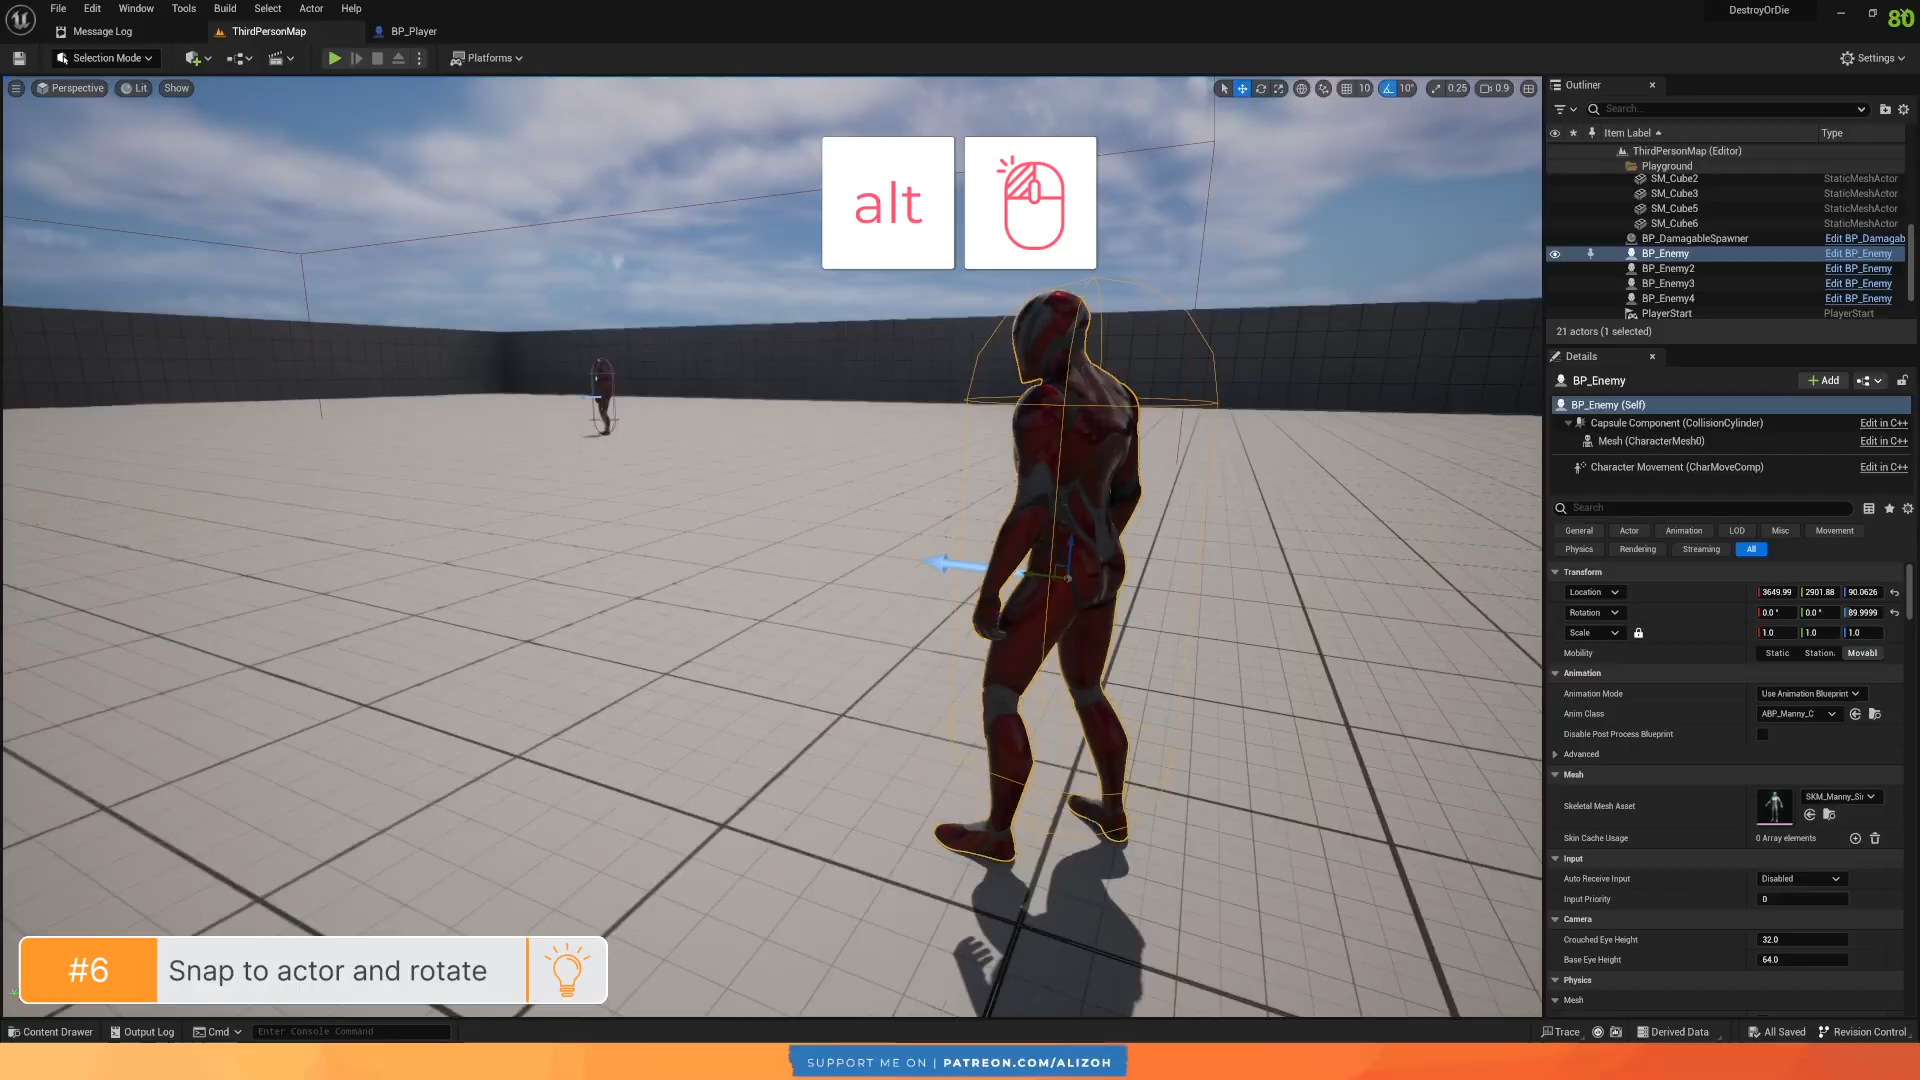 File Edit Window Tools Build Select Actor Help
DestroyOrDie
80
Message Log
ThirdPersonMap
BP_Player
Selection Mode
Platforms
Settings
Perspective
Lit
Show
10
10°
0.25
0.9
alt
#6
Snap to actor and rotate
Outliner
Search...
Item Label
Type
ThirdPersonMap (Editor)
Playground
SM_Cube2 StaticMeshActor
SM_Cube3 StaticMeshActor
SM_Cube5 StaticMeshActor
SM_Cube6 StaticMeshActor
BP_DamagableSpawner Edit BP_Damagab
BP_Enemy Edit BP_Enemy
BP_Enemy2 Edit BP_Enemy
BP_Enemy3 Edit BP_Enemy
BP_Enemy4 Edit BP_Enemy
PlayerStart PlayerStart
21 actors (1 selected)
Details
BP_Enemy
Add
BP_Enemy (Self)
Capsule Component (CollisionCylinder) Edit in C++
Mesh (CharacterMesh0) Edit in C++
Character Movement (CharMoveComp) Edit in C++
Search
General Actor Animation LOD Misc Movement
Physics Rendering Streaming All
Transform
Location 3649.99 2901.88 90.0626
Rotation 0.0 ° 0.0 ° 89.9999
Scale 1.0 1.0 1.0
Mobility Static Station. Movabl
Animation
Animation Mode Use Animation Blueprint
Anim Class ABP_Manny_C
Disable Post Process Blueprint
Advanced
Mesh
Skeletal Mesh Asset SKM_Manny_Sir
Skin Cache Usage 0 Array elements
Input
Auto Receive Input Disabled
Input Priority 0
Camera
Crouched Eye Height 32.0
Base Eye Height 64.0
Physics
Mesh
Content Drawer
Output Log
Cmd
Enter Console Command
Trace
Derived Data
All Saved
Revision Control
SUPPORT ME ON | PATREON.COM/ALIZOH